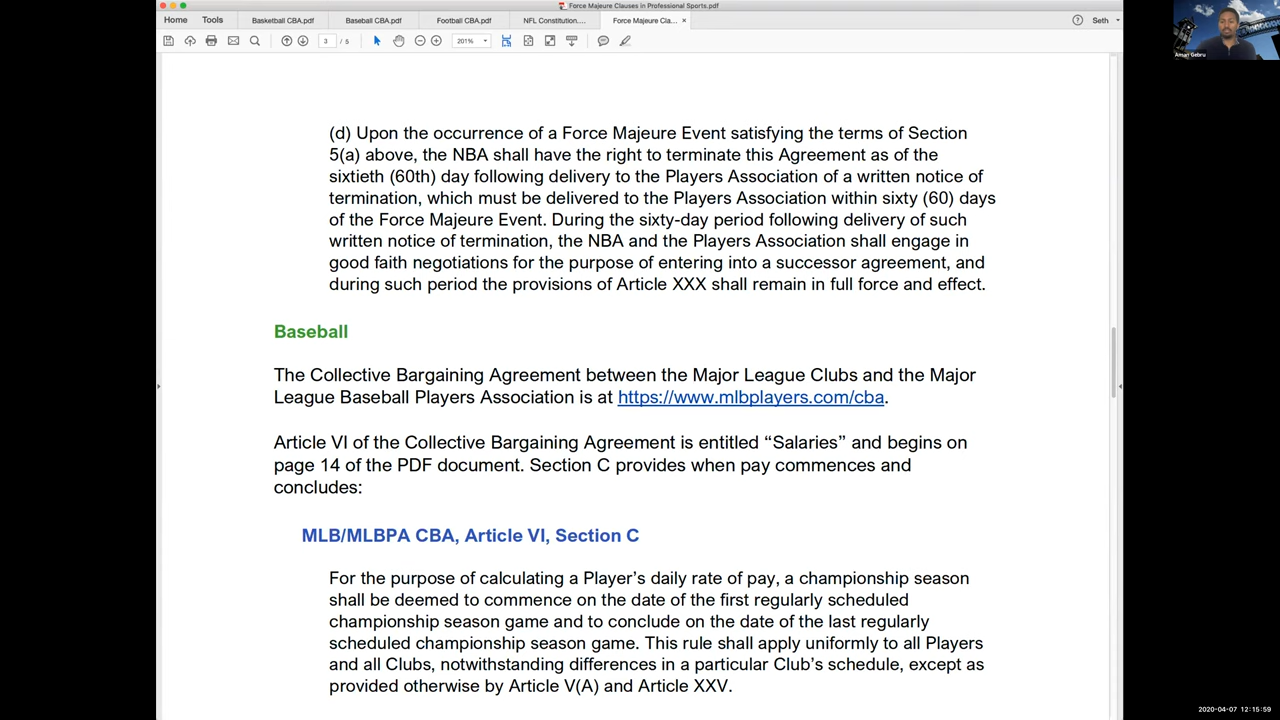 Force Majeure Clauses in Professional Sports.pdf
Home Tools Basketball CBA.pdf Baseball CBA.pdf Football CBA.pdf NFL Constitution.... Force Majeure Cla... × Seth
3 / 5 201%
Aman Gebru
(d) Upon the occurrence of a Force Majeure Event satisfying the terms of Section
5(a) above, the NBA shall have the right to terminate this Agreement as of the
sixtieth (60th) day following delivery to the Players Association of a written notice of
termination, which must be delivered to the Players Association within sixty (60) days
of the Force Majeure Event. During the sixty-day period following delivery of such
written notice of termination, the NBA and the Players Association shall engage in
good faith negotiations for the purpose of entering into a successor agreement, and
during such period the provisions of Article XXX shall remain in full force and effect.
Baseball
The Collective Bargaining Agreement between the Major League Clubs and the Major
League Baseball Players Association is at https://www.mlbplayers.com/cba.
Article VI of the Collective Bargaining Agreement is entitled “Salaries” and begins on
page 14 of the PDF document. Section C provides when pay commences and
concludes:
MLB/MLBPA CBA, Article VI, Section C
For the purpose of calculating a Player’s daily rate of pay, a championship season
shall be deemed to commence on the date of the first regularly scheduled
championship season game and to conclude on the date of the last regularly
scheduled championship season game. This rule shall apply uniformly to all Players
and all Clubs, notwithstanding differences in a particular Club’s schedule, except as
provided otherwise by Article V(A) and Article XXV.
2020-04-07 12:15:59